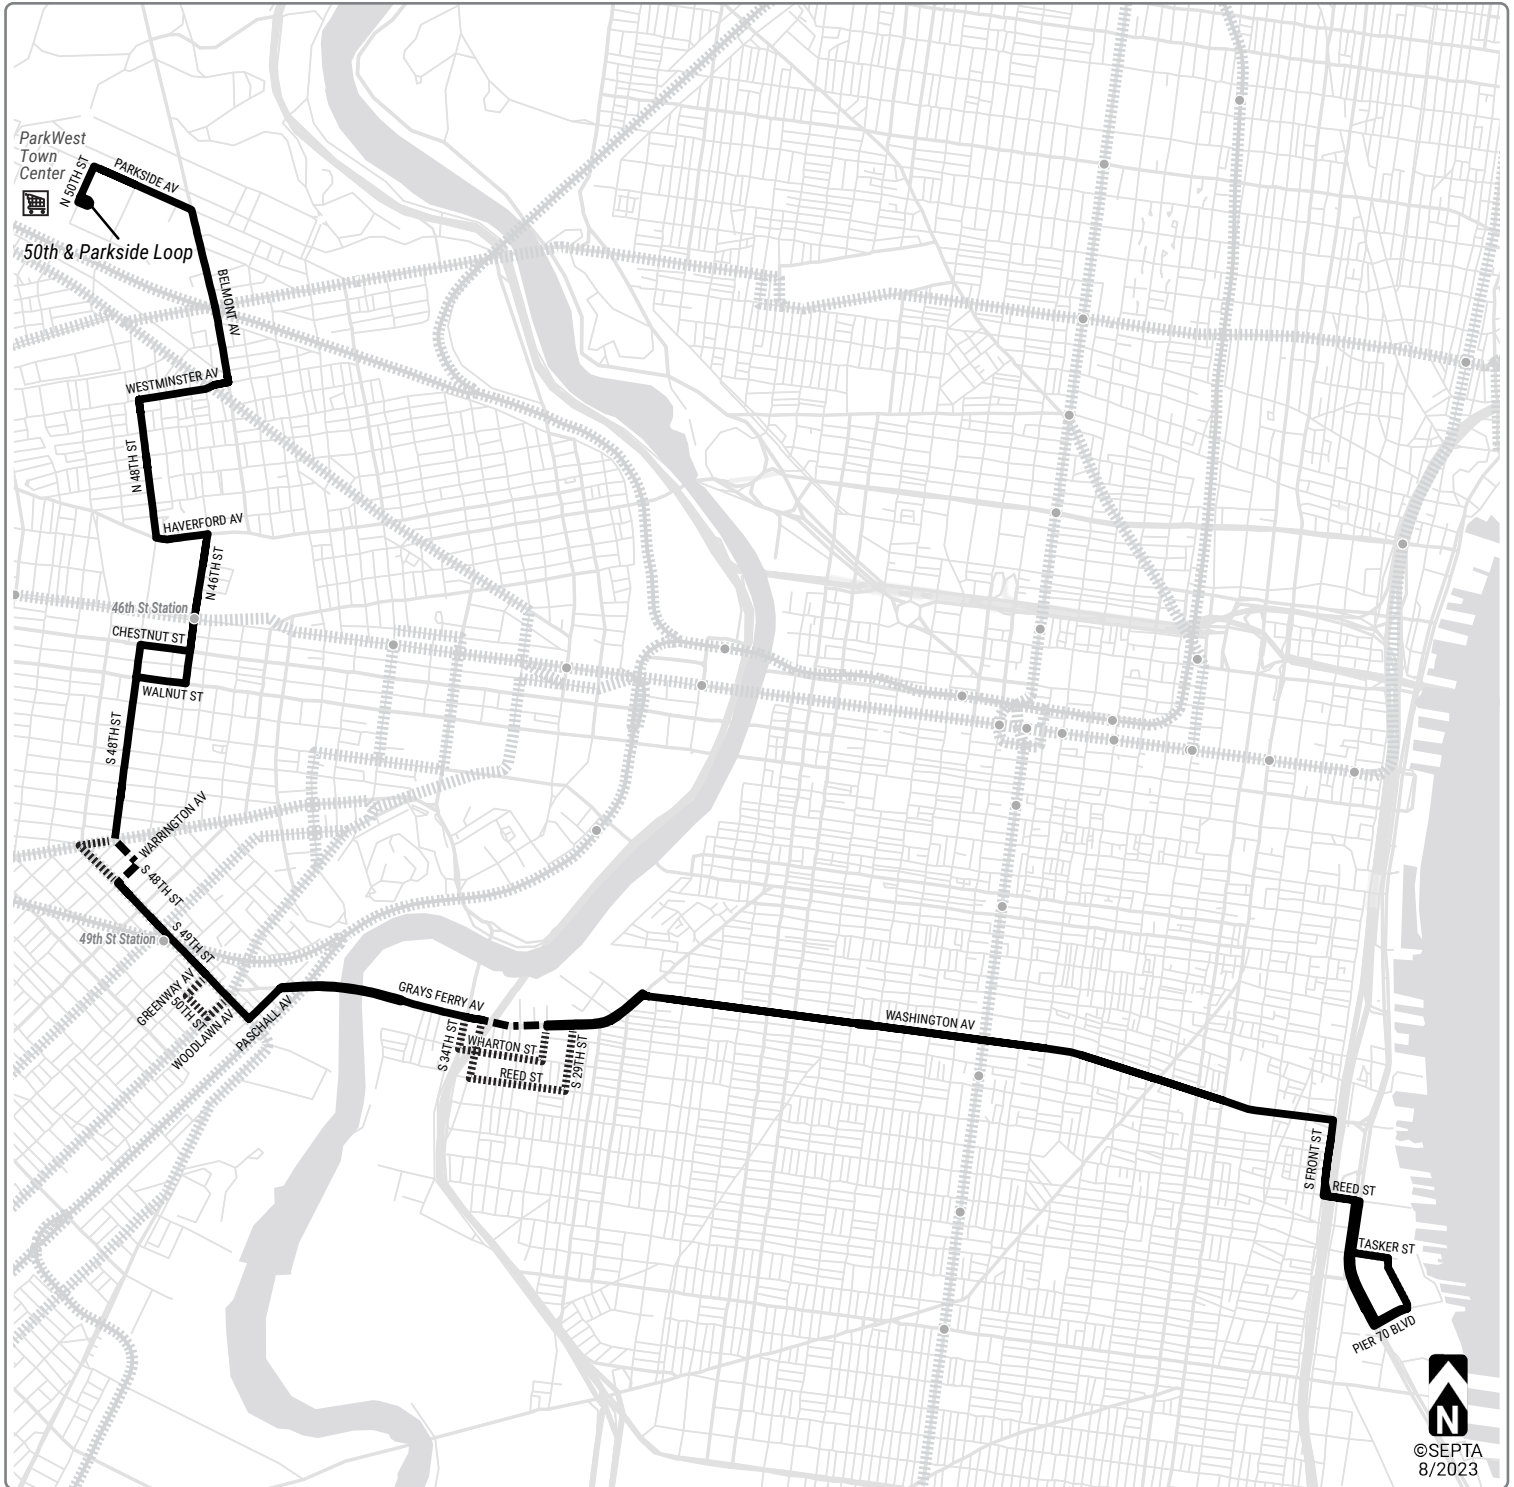 ParkWest
Town
Center
N 50TH ST
PARKSIDE AV
50th & Parkside Loop
BELMONT AV
WESTMINSTER AV
N 48TH ST
HAVERFORD AV
N 46TH ST
46th St Station
CHESTNUT ST
WALNUT ST
S 48TH ST
WARRINGTON AV
S 48TH ST
S 49TH ST
49th St Station
GREENWAY AV
50TH ST
WOODLAWN AV
PASCHALL AV
GRAYS FERRY AV
S 34TH ST
WHARTON ST
REED ST
S 29TH ST
WASHINGTON AV
S FRONT ST
REED ST
TASKER ST
PIER 70 BLVD
N
©SEPTA
8/2023